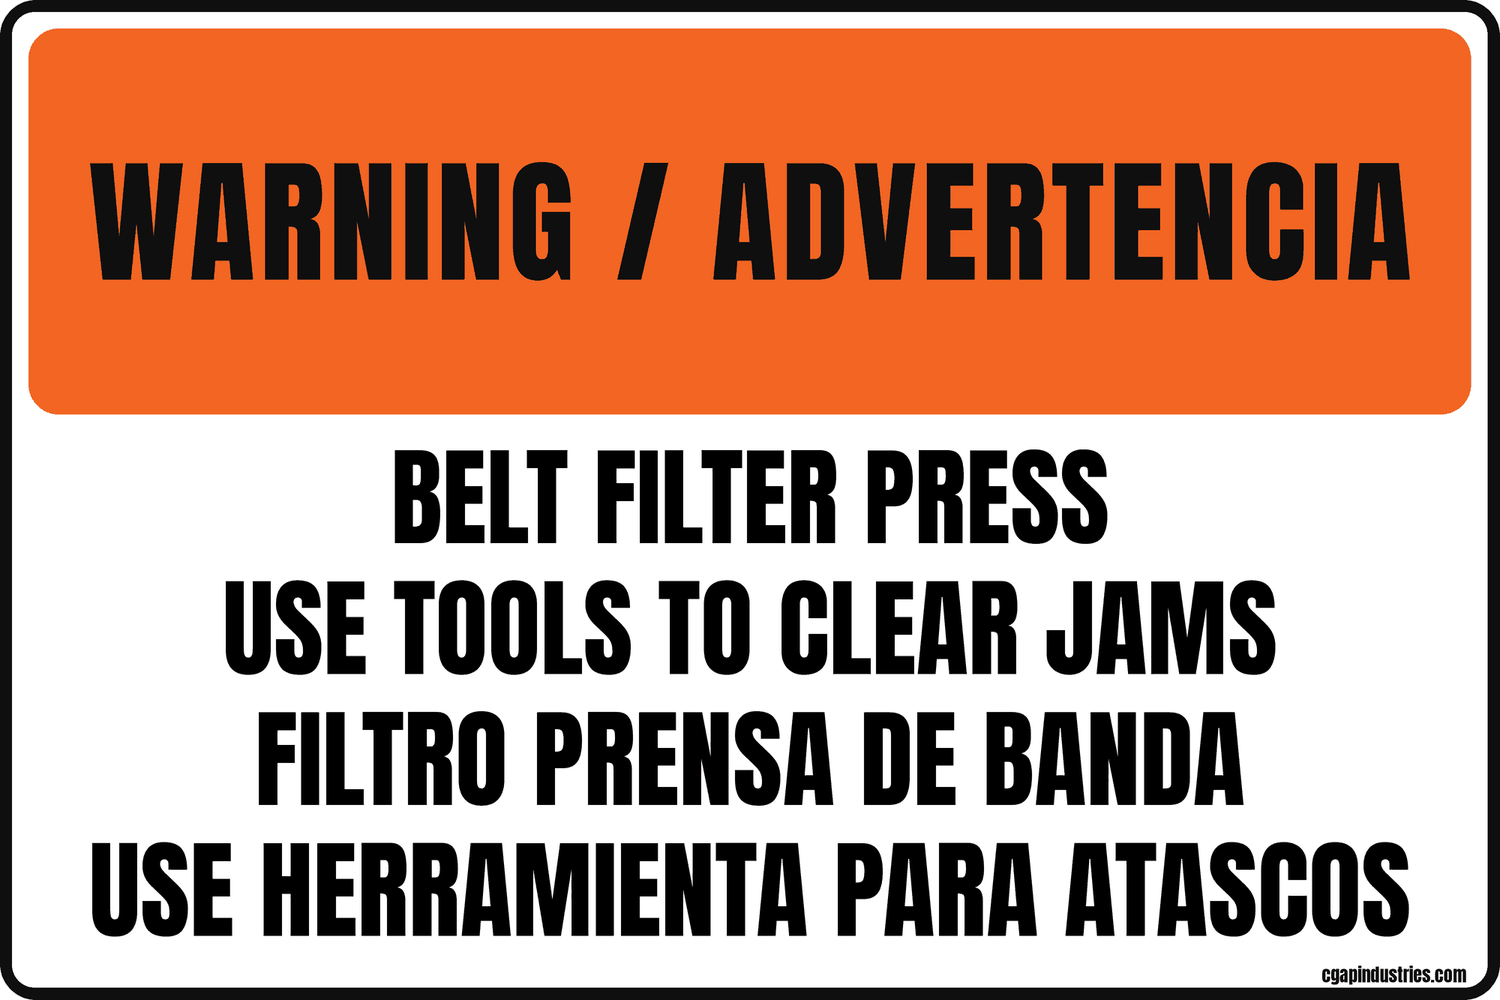 WARNING / ADVERTENCIA
BELT FILTER PRESS
USE TOOLS TO CLEAR JAMS
FILTRO PRENSA DE BANDA
USE HERRAMIENTA PARA ATASCOS
cgapindustries.com